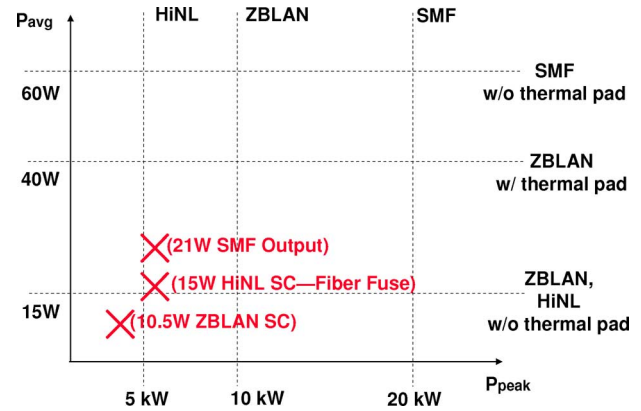 Pavg
HiNL
ZBLAN
SMF
60W
SMF
w/o thermal pad
40W
ZBLAN
w/ thermal pad
(21W SMF Output)
(15W HiNL SC—Fiber Fuse)
15W
ZBLAN,
HiNL
w/o thermal pad
(10.5W ZBLAN SC)
Ppeak
5 kW
10 kW
20 kW